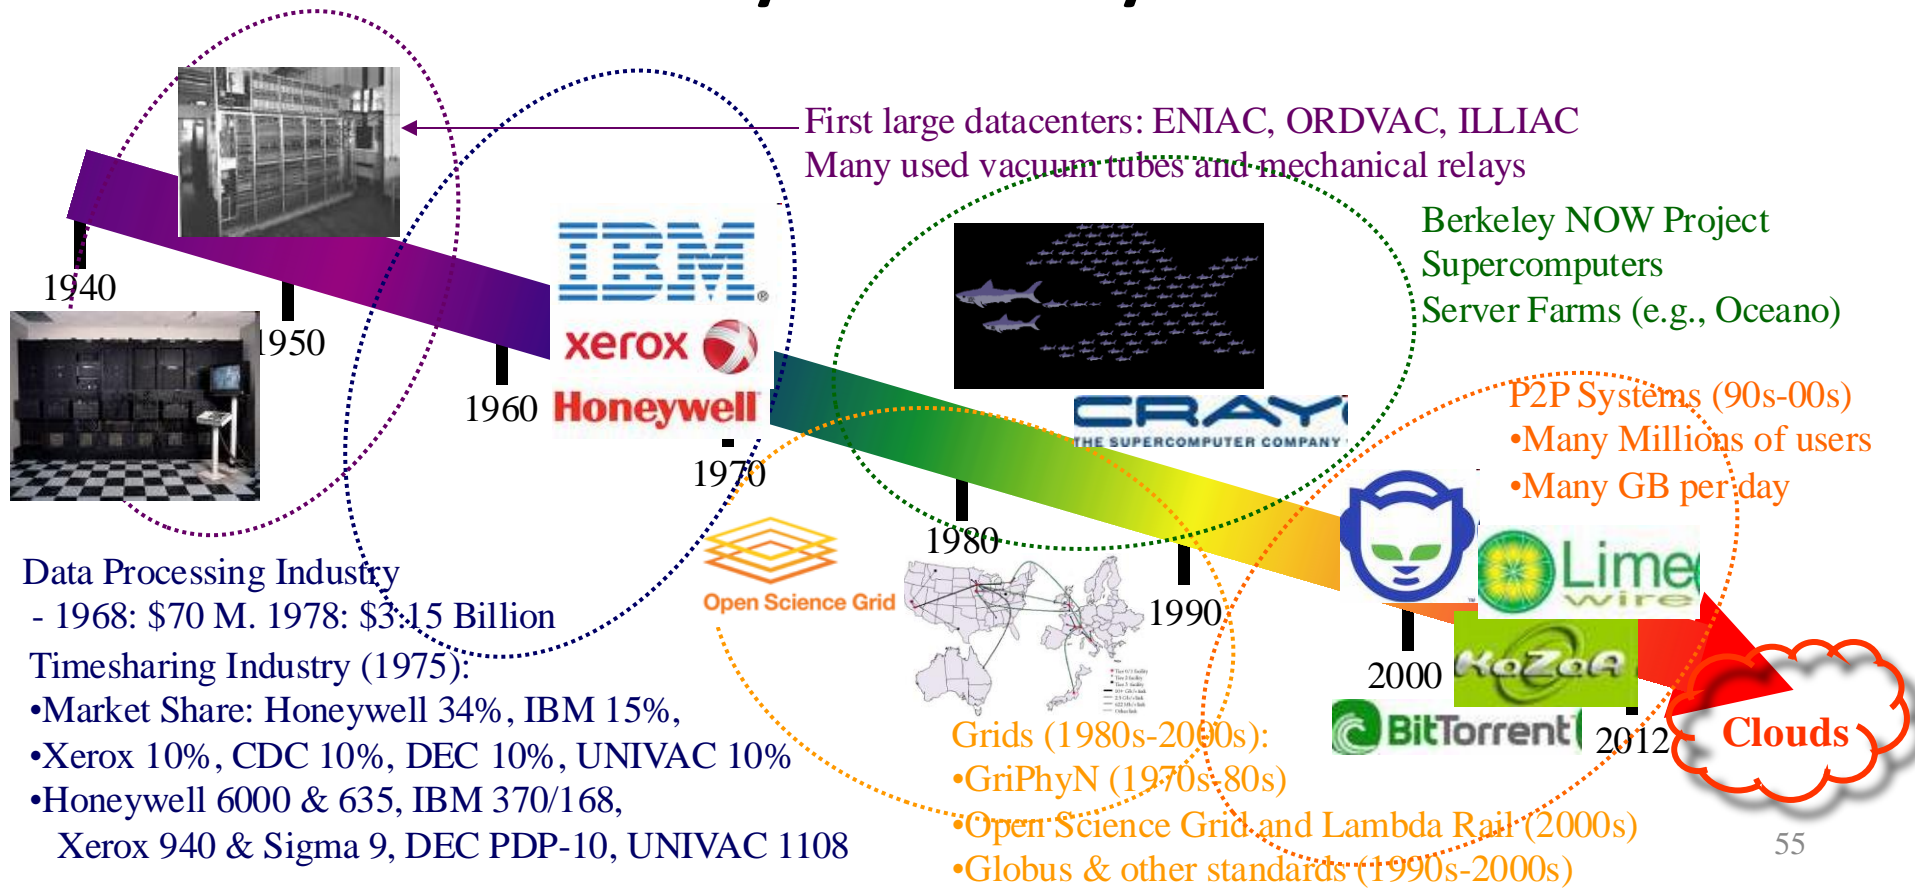 First large datacenters: ENIAC, ORDVAC, ILLIAC
Many used vacuum tubes and mechanical relays
Berkeley NOW Project
Supercomputers
Server Farms (e.g., Oceano)
1940
1950
1960
1970
1980
1990
2000
2012
IBM®
xerox
Honeywell
CRAY
THE SUPERCOMPUTER COMPANY
P2P Systems (90s-00s)
•Many Millions of users
•Many GB per day
Open Science Grid
Lime
wire
KaZaA
BitTorrent
Clouds
Data Processing Industry
- 1968: $70 M. 1978: $3.15 Billion
Timesharing Industry (1975):
•Market Share: Honeywell 34%, IBM 15%,
•Xerox 10%, CDC 10%, DEC 10%, UNIVAC 10%
•Honeywell 6000 & 635, IBM 370/168,
Xerox 940 & Sigma 9, DEC PDP-10, UNIVAC 1108
Grids (1980s-2000s):
•GriPhyN (1970s-80s)
•Open Science Grid and Lambda Rail (2000s)
•Globus & other standards (1990s-2000s)
55